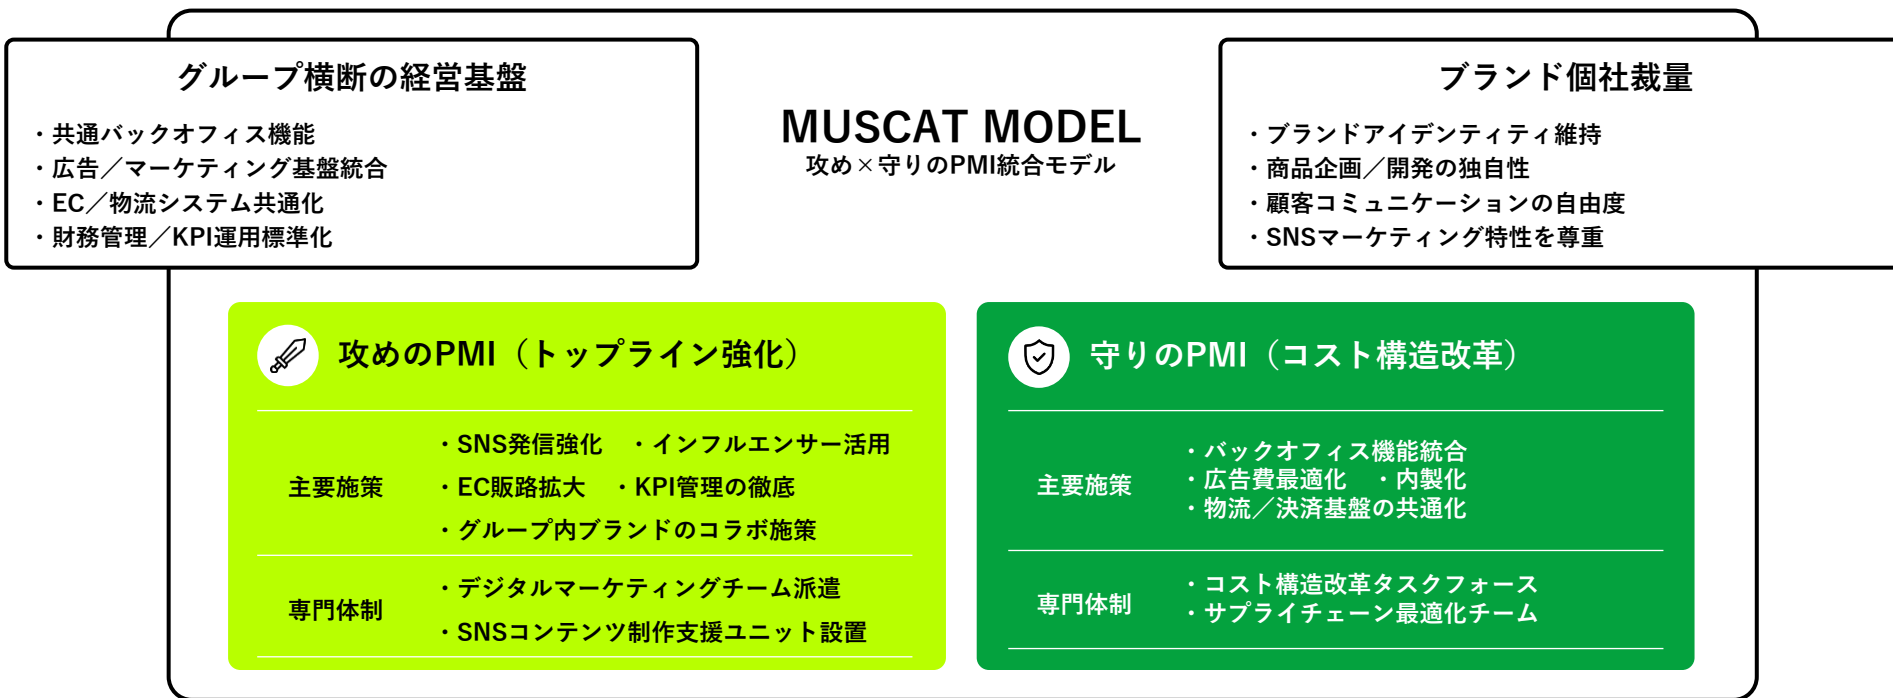 グループ横断の経営基盤
・共通バックオフィス機能
・広告／マーケティング基盤統合
・EC／物流システム共通化
・財務管理／KPI運用標準化
MUSCAT MODEL
攻め×守りのPMI統合モデル
ブランド個社裁量
・ブランドアイデンティティ維持
・商品企画／開発の独自性
・顧客コミュニケーションの自由度
・SNSマーケティング特性を尊重
攻めのPMI（トップライン強化）
主要施策
・SNS発信強化　・インフルエンサー活用
・EC販路拡大　・KPI管理の徹底
・グループ内ブランドのコラボ施策
専門体制
・デジタルマーケティングチーム派遣
・SNSコンテンツ制作支援ユニット設置
守りのPMI（コスト構造改革）
主要施策
・バックオフィス機能統合
・広告費最適化　・内製化
・物流／決済基盤の共通化
専門体制
・コスト構造改革タスクフォース
・サプライチェーン最適化チーム